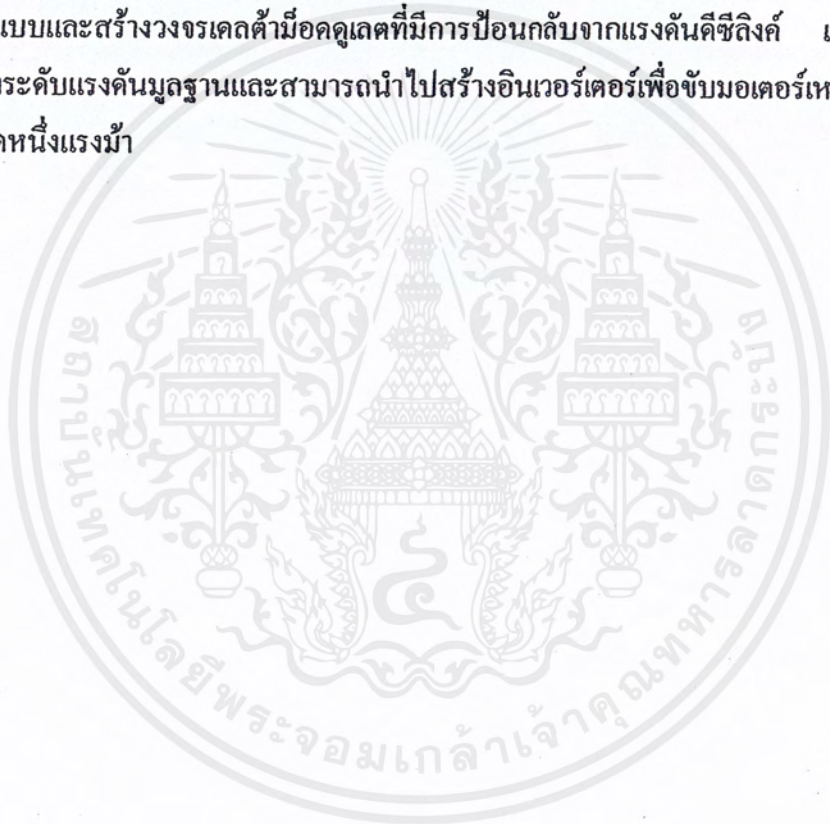 แบบและสร้างวงจรเดลต้ามอดูเลตที่มีการป้อนกลับจากแรงดันดีซีลิงค์ เ
ระดับแรงดันมูลฐานและสามารถนำไปสร้างอินเวอร์เตอร์เพื่อขับมอเตอร์เห
หนึ่งแรงม้า
สถาบันเทคโนโลยีพระจอมเกล้าเจ้าคุณทหารลาดกระบัง